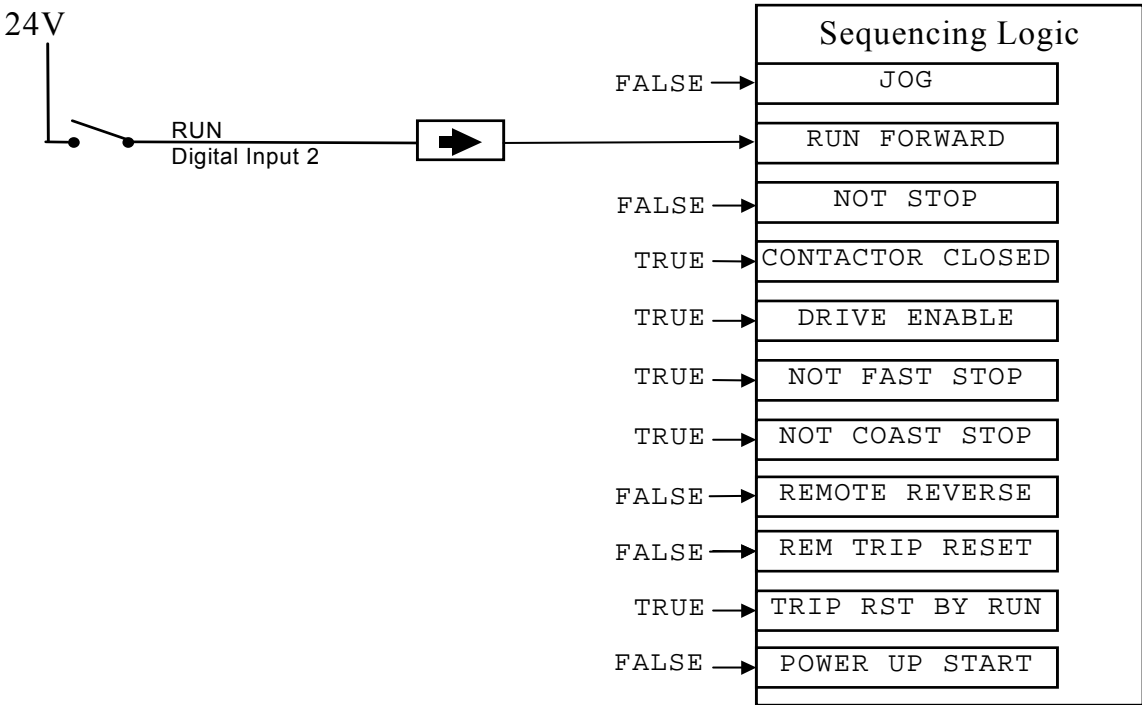 24V
Sequencing Logic
FALSE JOG
RUN
Digital Input 2
RUN FORWARD
FALSE NOT STOP
TRUE CONTACTOR CLOSED
TRUE DRIVE ENABLE
TRUE NOT FAST STOP
TRUE NOT COAST STOP
FALSE REMOTE REVERSE
FALSE REM TRIP RESET
TRUE TRIP RST BY RUN
FALSE POWER UP START